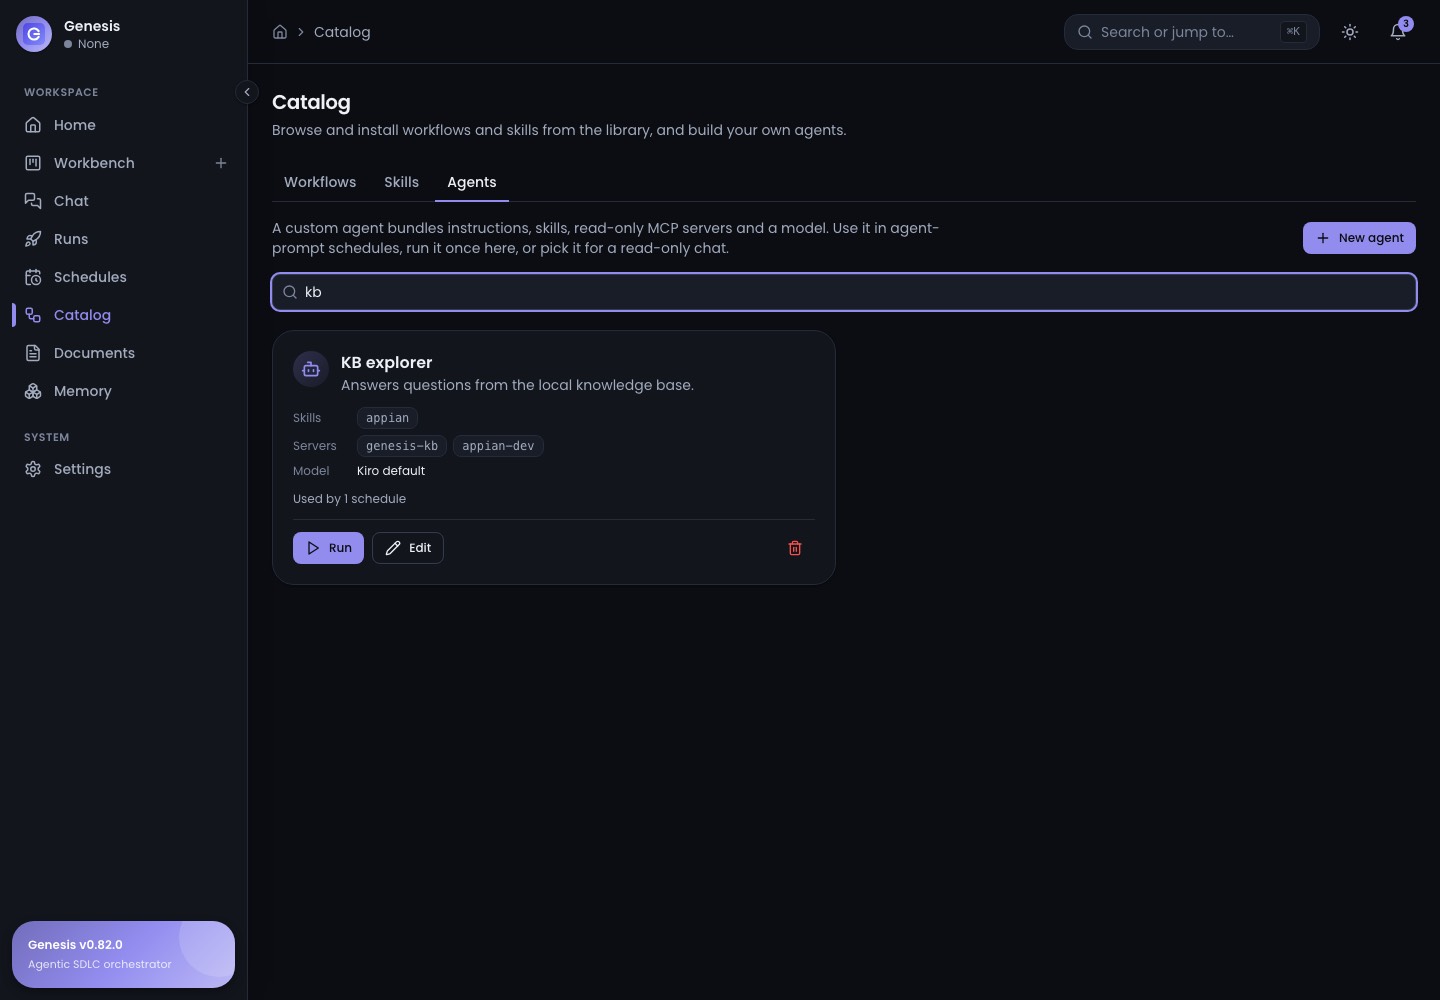 Genesis
None
WORKSPACE
Home
Workbench
Chat
Runs
Schedules
Catalog
Documents
Memory
SYSTEM
Settings
Genesis v0.82.0
Agentic SDLC orchestrator
Catalog
Search or jump to...
⌘K
3
Catalog
Browse and install workflows and skills from the library, and build your own agents.
Workflows
Skills
Agents
A custom agent bundles instructions, skills, read-only MCP servers and a model. Use it in agent-
prompt schedules, run it once here, or pick it for a read-only chat.
New agent
kb
KB explorer
Answers questions from the local knowledge base.
Skills appian
Servers genesis-kb appian-dev
Model Kiro default
Used by 1 schedule
Run
Edit